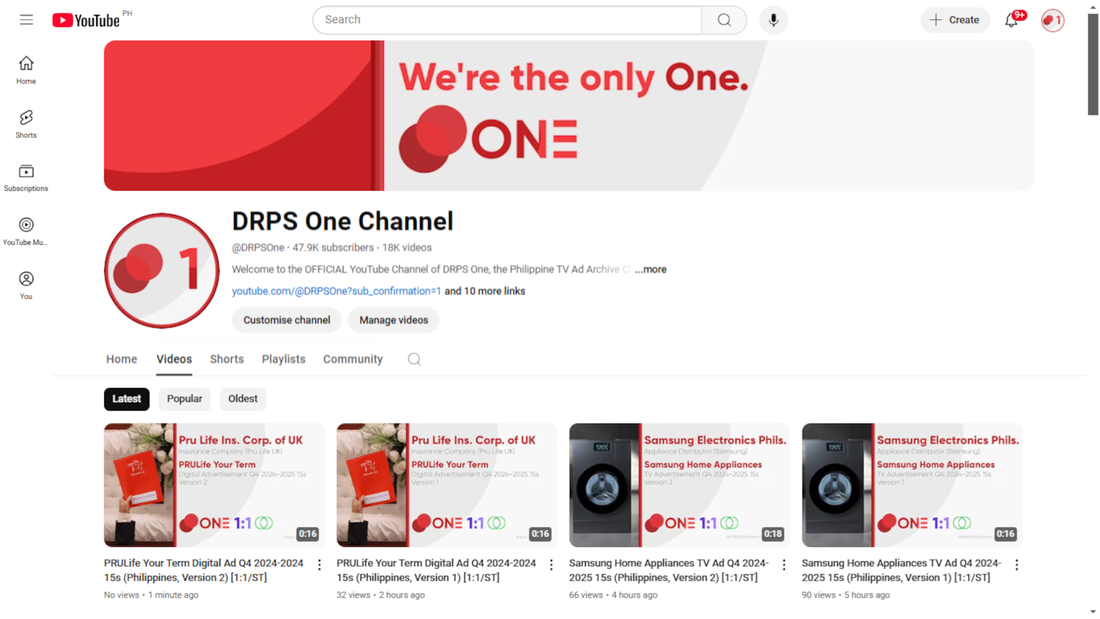 YouTube PH
Search
Create
9+
1
Home
Shorts
Subscriptions
YouTube Mu...
You
We're the only One.
ONE
1
DRPS One Channel
@DRPSOne · 47.9K subscribers · 18K videos
Welcome to the OFFICIAL YouTube Channel of DRPS One, the Philippine TV Ad Archive ...more
youtube.com/@DRPSOne?sub_confirmation=1 and 10 more links
Customise channel
Manage videos
Home Videos Shorts Playlists Community
Latest Popular Oldest
Pru Life Ins. Corp. of UK
Insurance Company (Pru Life UK)
PRULife Your Term
Digital Advertisement Q4 2024-2025 15s
Version 2
ONE 1:1
0:16
PRULife Your Term Digital Ad Q4 2024-2024
15s (Philippines, Version 2) [1:1/ST]
No views • 1 minute ago
Pru Life Ins. Corp. of UK
Insurance Company (Pru Life UK)
PRULife Your Term
Digital Advertisement Q4 2024-2025 15s
Version 1
ONE 1:1
0:16
PRULife Your Term Digital Ad Q4 2024-2024
15s (Philippines, Version 1) [1:1/ST]
32 views • 2 hours ago
Samsung Electronics Phils.
Appliance Distributor (Samsung)
Samsung Home Appliances
TV Advertisement Q4 2024-2025 15s
Version 2
ONE 1:1
0:18
Samsung Home Appliances TV Ad Q4 2024-
2025 15s (Philippines, Version 2) [1:1/ST]
66 views • 4 hours ago
Samsung Electronics Phils.
Appliance Distributor (Samsung)
Samsung Home Appliances
TV Advertisement Q4 2024-2025 15s
Version 1
ONE 1:1
0:16
Samsung Home Appliances TV Ad Q4 2024-
2025 15s (Philippines, Version 1) [1:1/ST]
90 views • 5 hours ago